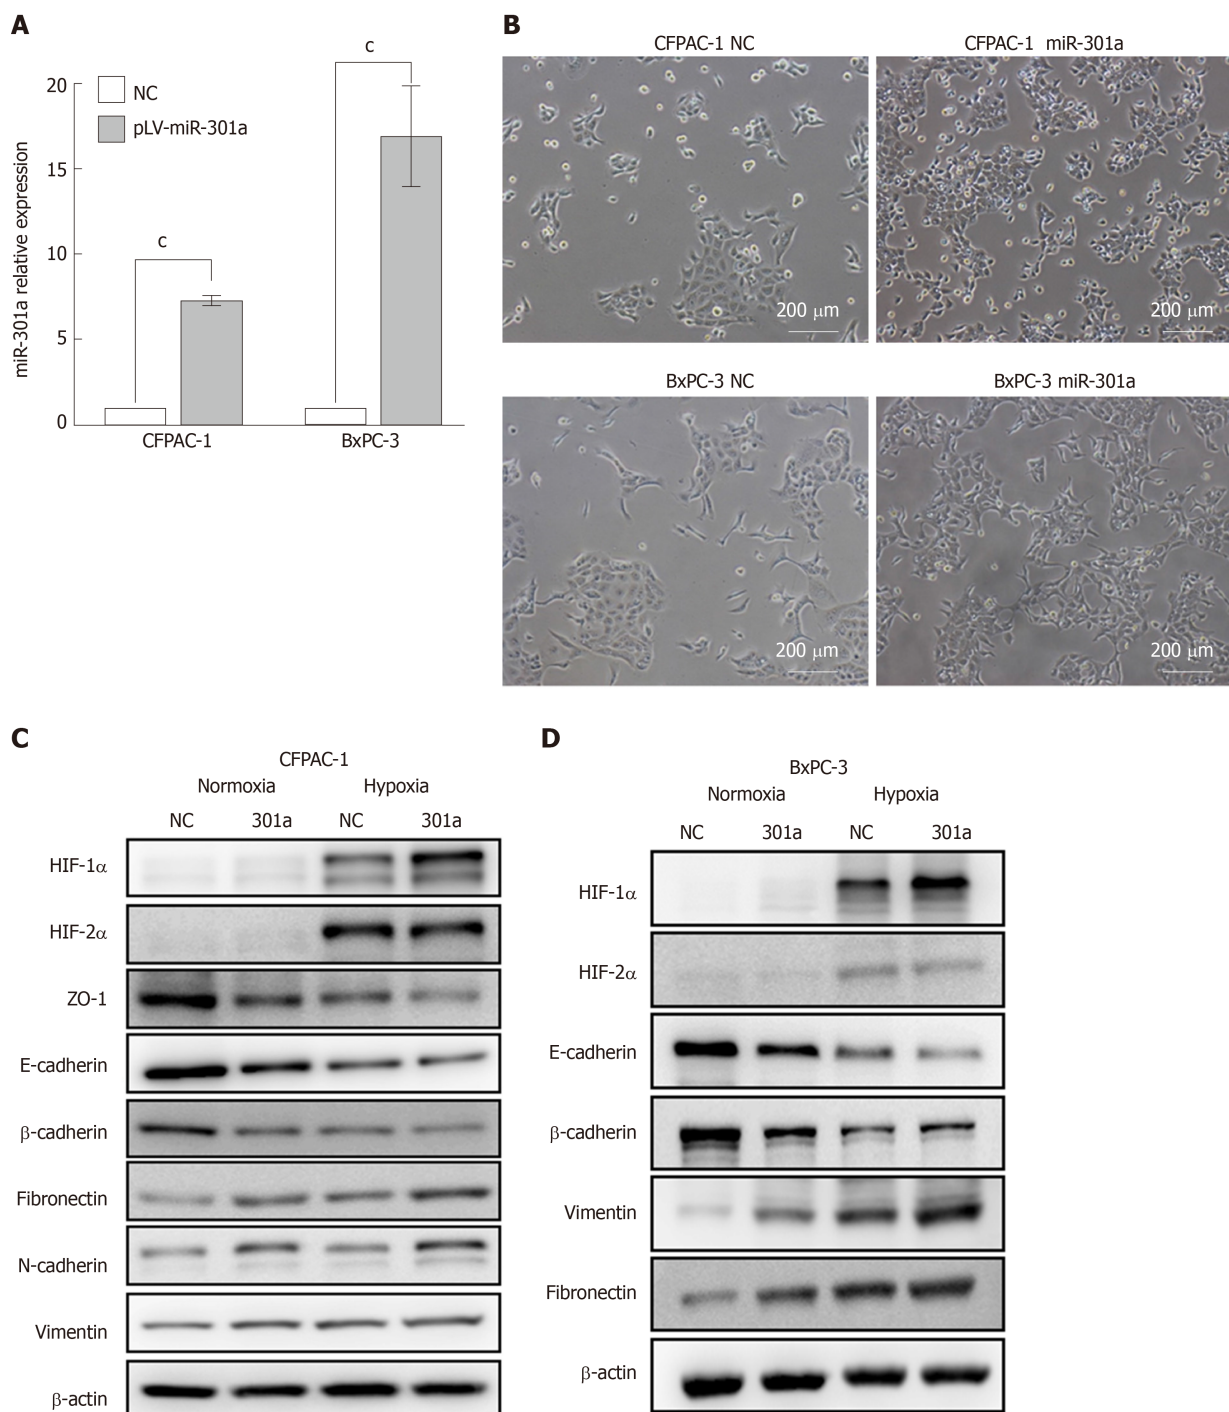 A
miR-301a relative expression
20
15
10
5
0
NC
pLV-miR-301a
c
c
CFPAC-1
BxPC-3
B
CFPAC-1 NC
CFPAC-1 miR-301a
200 μm
200 μm
BxPC-3 NC
BxPC-3 miR-301a
200 μm
200 μm
C
CFPAC-1
Normoxia Hypoxia
NC 301a NC 301a
HIF-1α
HIF-2α
ZO-1
E-cadherin
β-cadherin
Fibronectin
N-cadherin
Vimentin
β-actin
D
BxPC-3
Normoxia Hypoxia
NC 301a NC 301a
HIF-1α
HIF-2α
E-cadherin
β-cadherin
Vimentin
Fibronectin
β-actin